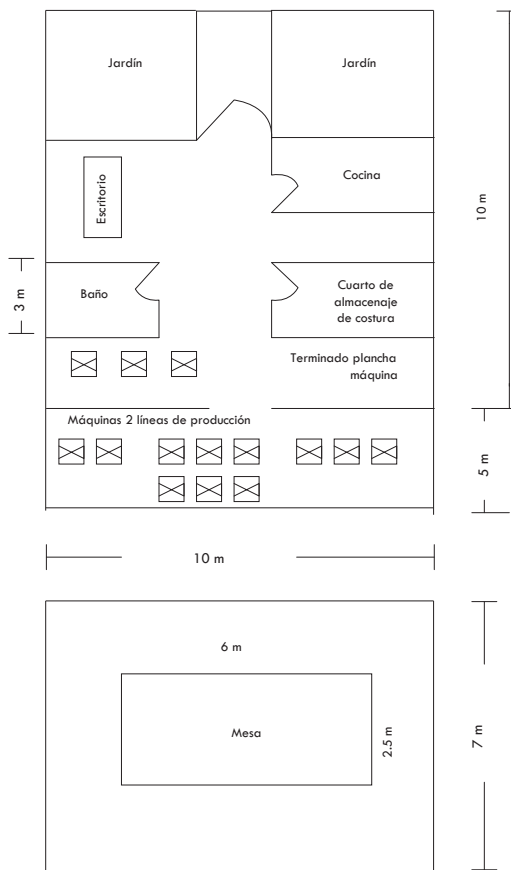 Jardín
Jardín
Escritorio
Cocina
10 m
3 m
Baño
Cuarto de
almacenaje
de costura
Terminado plancha
máquina
Máquinas 2 líneas de producción
5 m
10 m
6 m
Mesa
2.5 m
7 m